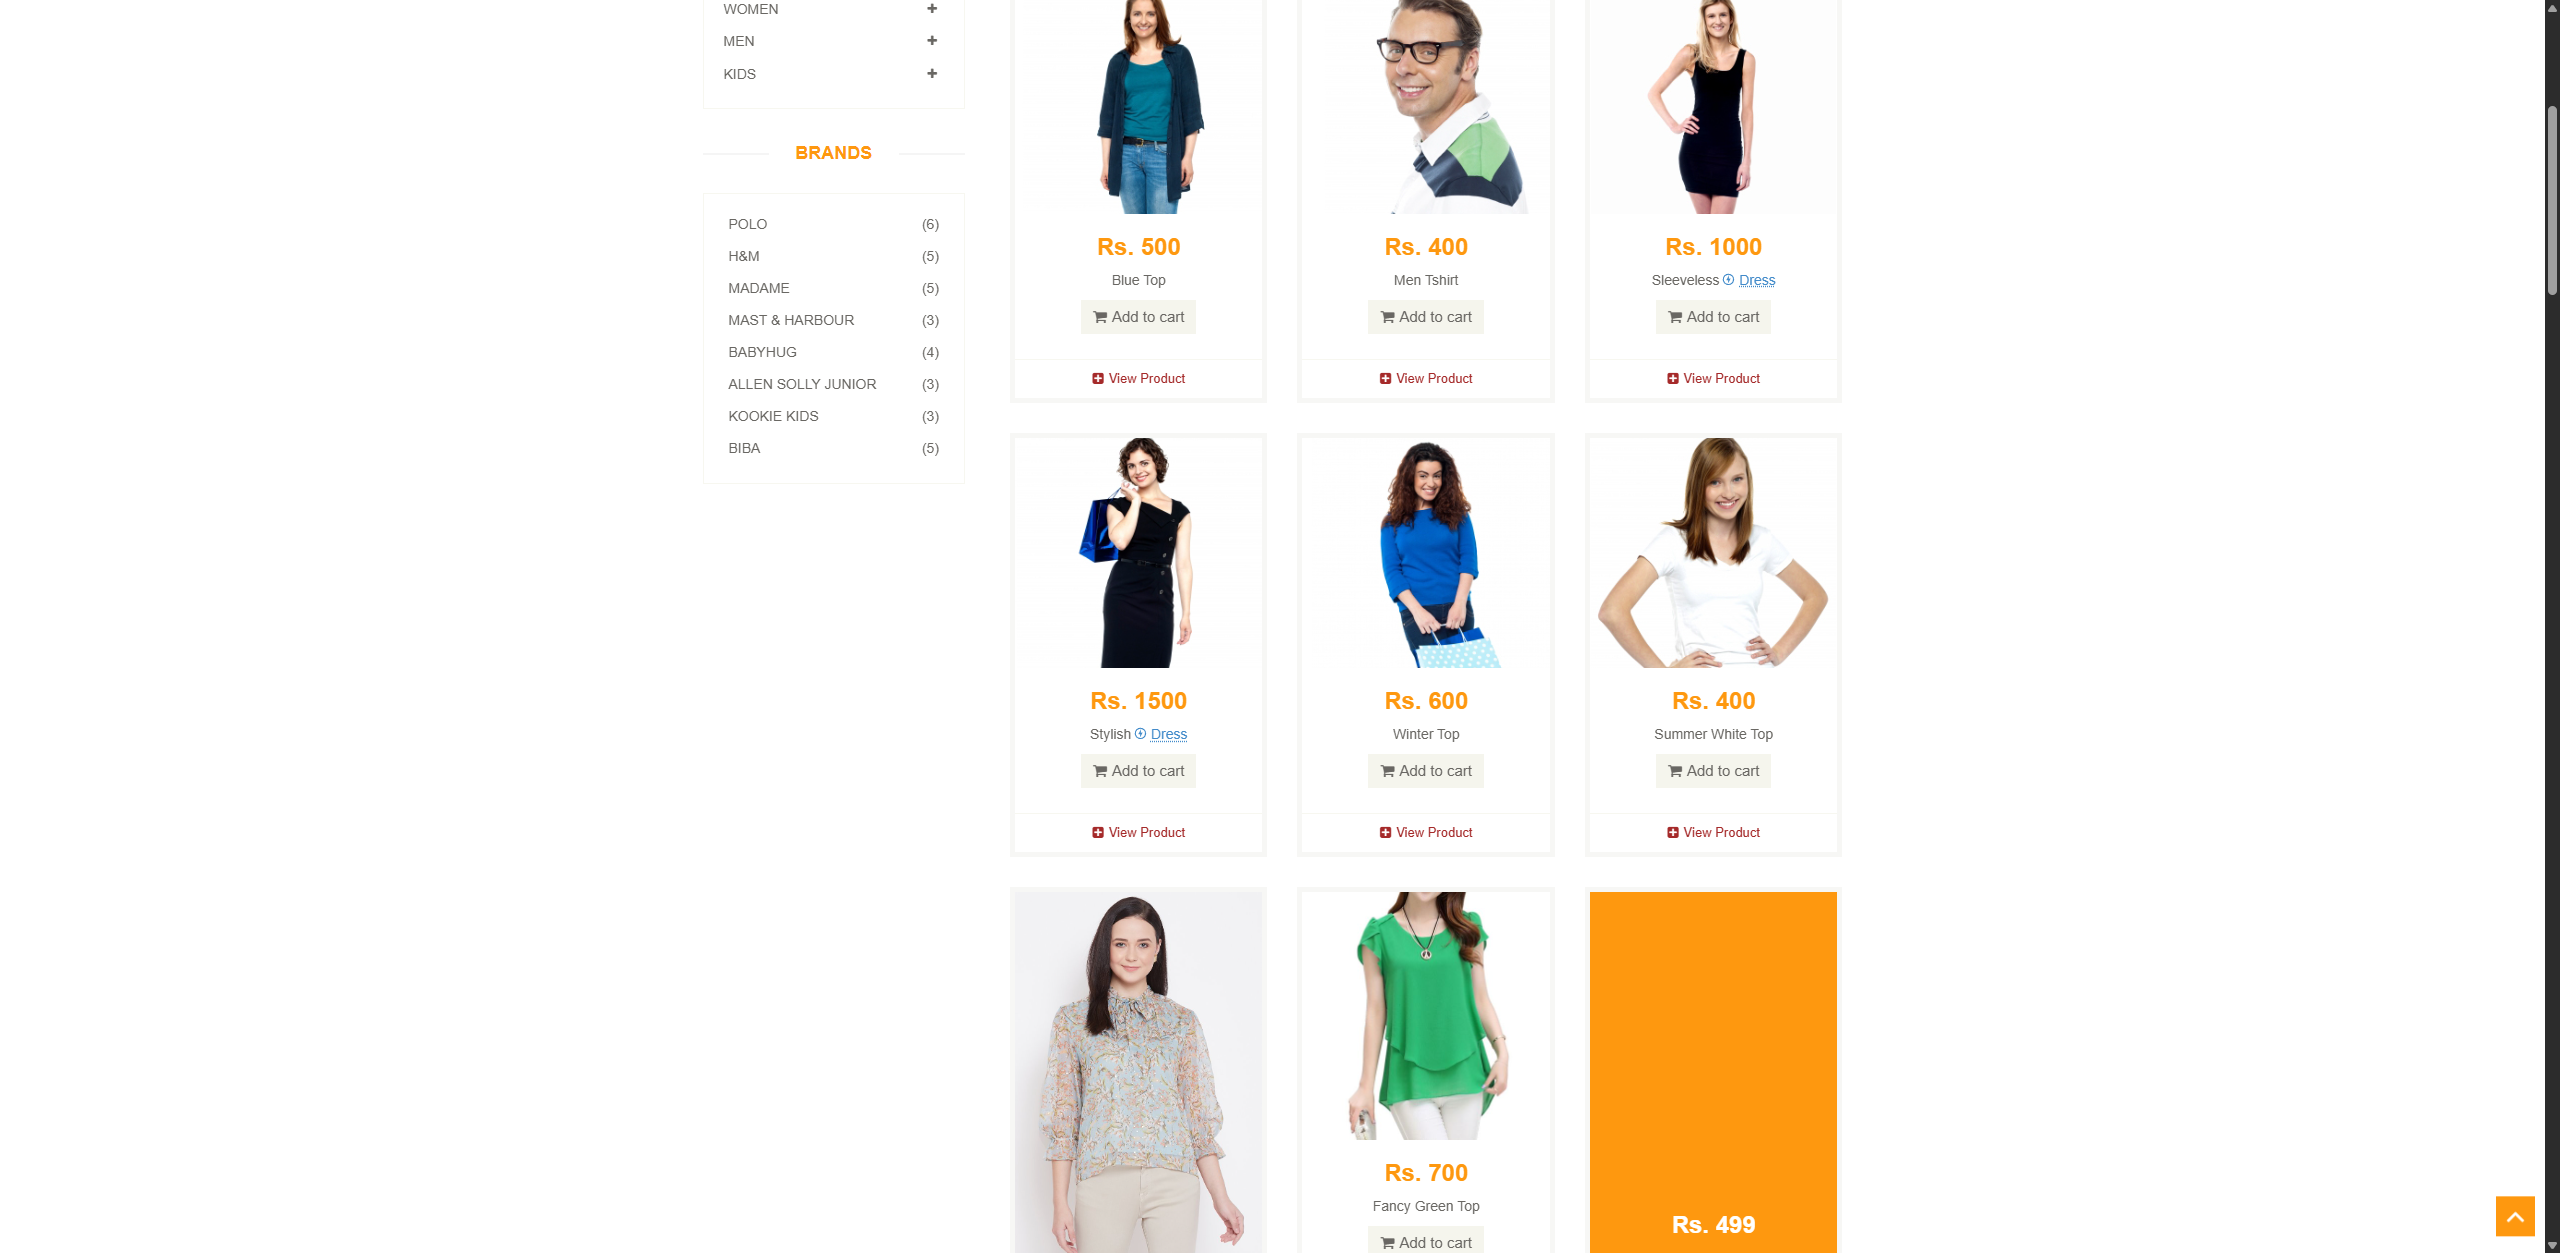 WOMEN
MEN
KIDS
BRANDS
POLO (6)
H&M (5)
MADAME (5)
MAST & HARBOUR (3)
BABYHUG (4)
ALLEN SOLLY JUNIOR (3)
KOOKIE KIDS (3)
BIBA (5)
Rs. 500
Blue Top
Add to cart
View Product
Rs. 400
Men Tshirt
Add to cart
View Product
Rs. 1000
Sleeveless Dress
Add to cart
View Product
Rs. 1500
Stylish Dress
Add to cart
View Product
Rs. 600
Winter Top
Add to cart
View Product
Rs. 400
Summer White Top
Add to cart
View Product
Rs. 700
Fancy Green Top
Add to cart
Rs. 499